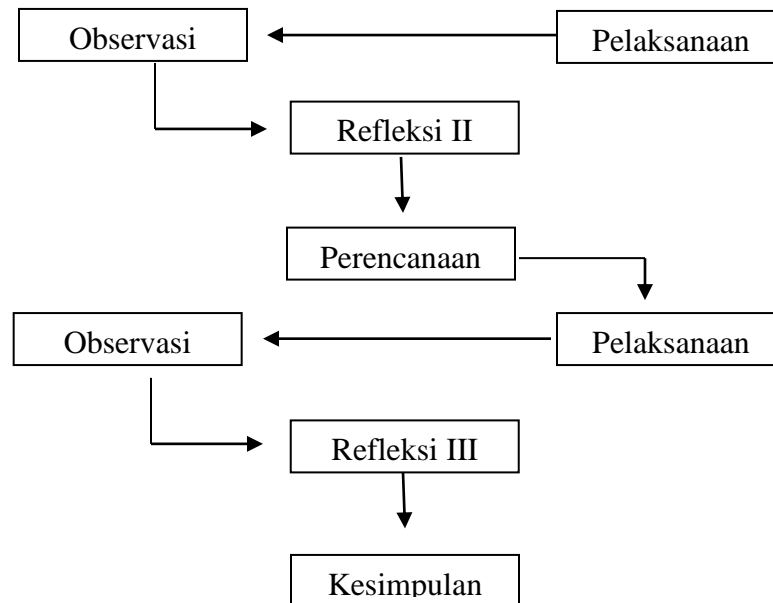 Observasi
Pelaksanaan
Refleksi II
Perencanaan
Observasi
Pelaksanaan
Refleksi III
Kesimpulan